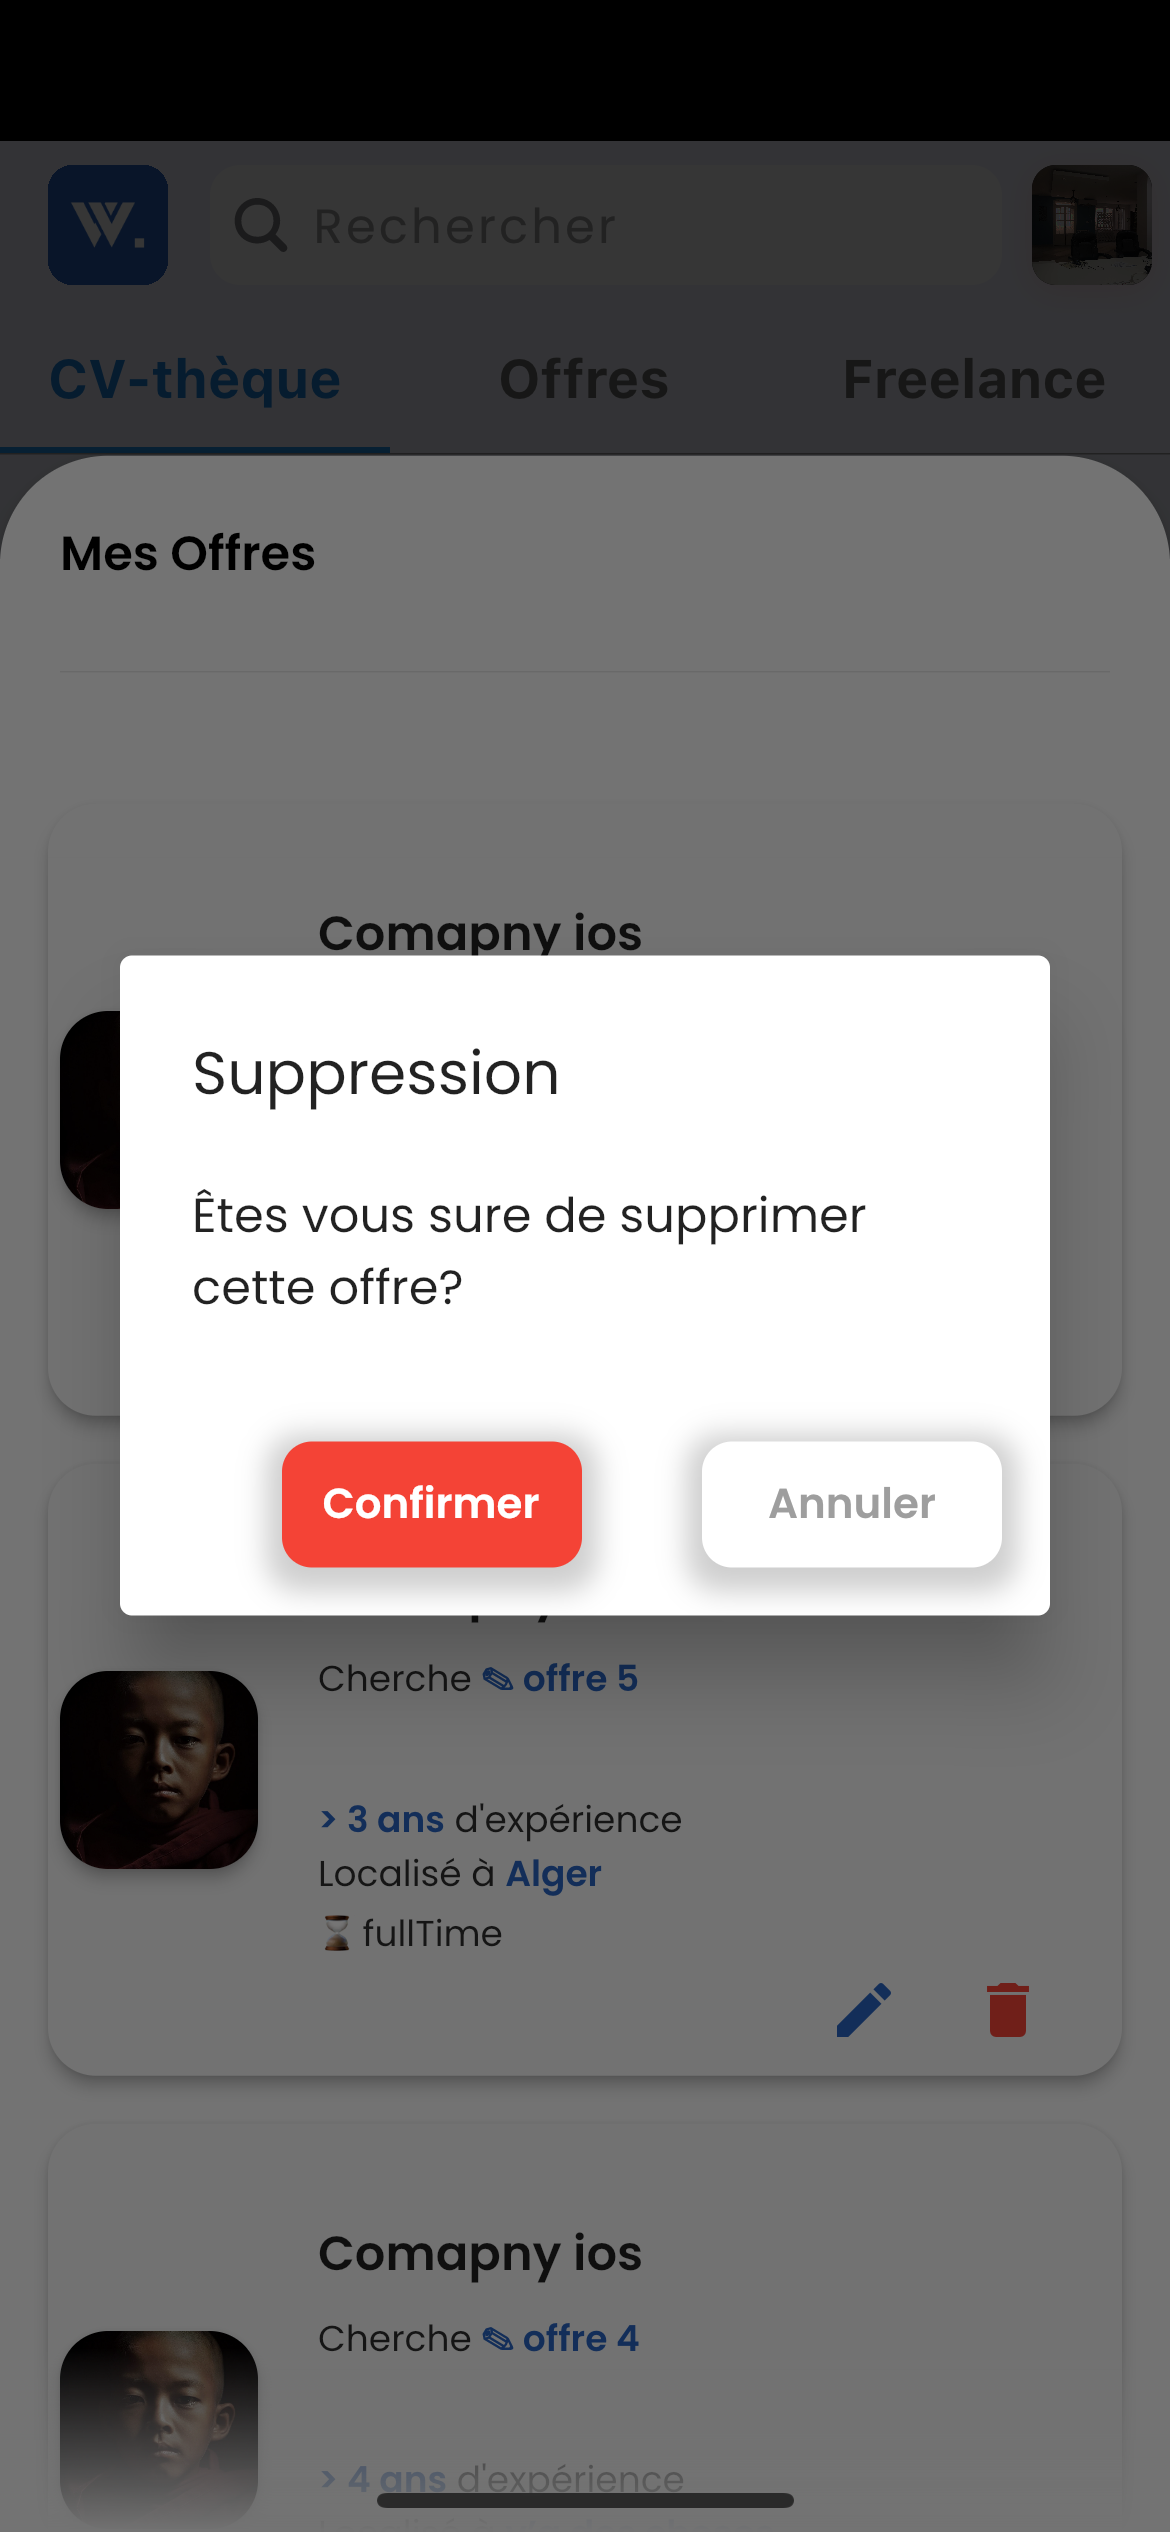 W.
Rechercher
CV-thèque
Offres
Freelance
Mes Offres
Comapny ios
Suppression
Êtes vous sure de supprimer
cette offre?
Confirmer
Annuler
Cherche ✎ offre 5
> 3 ans d'expérience
Localisé à Alger
⌛ fullTime
Comapny ios
Cherche ✎ offre 4
> 4 ans d'expérience